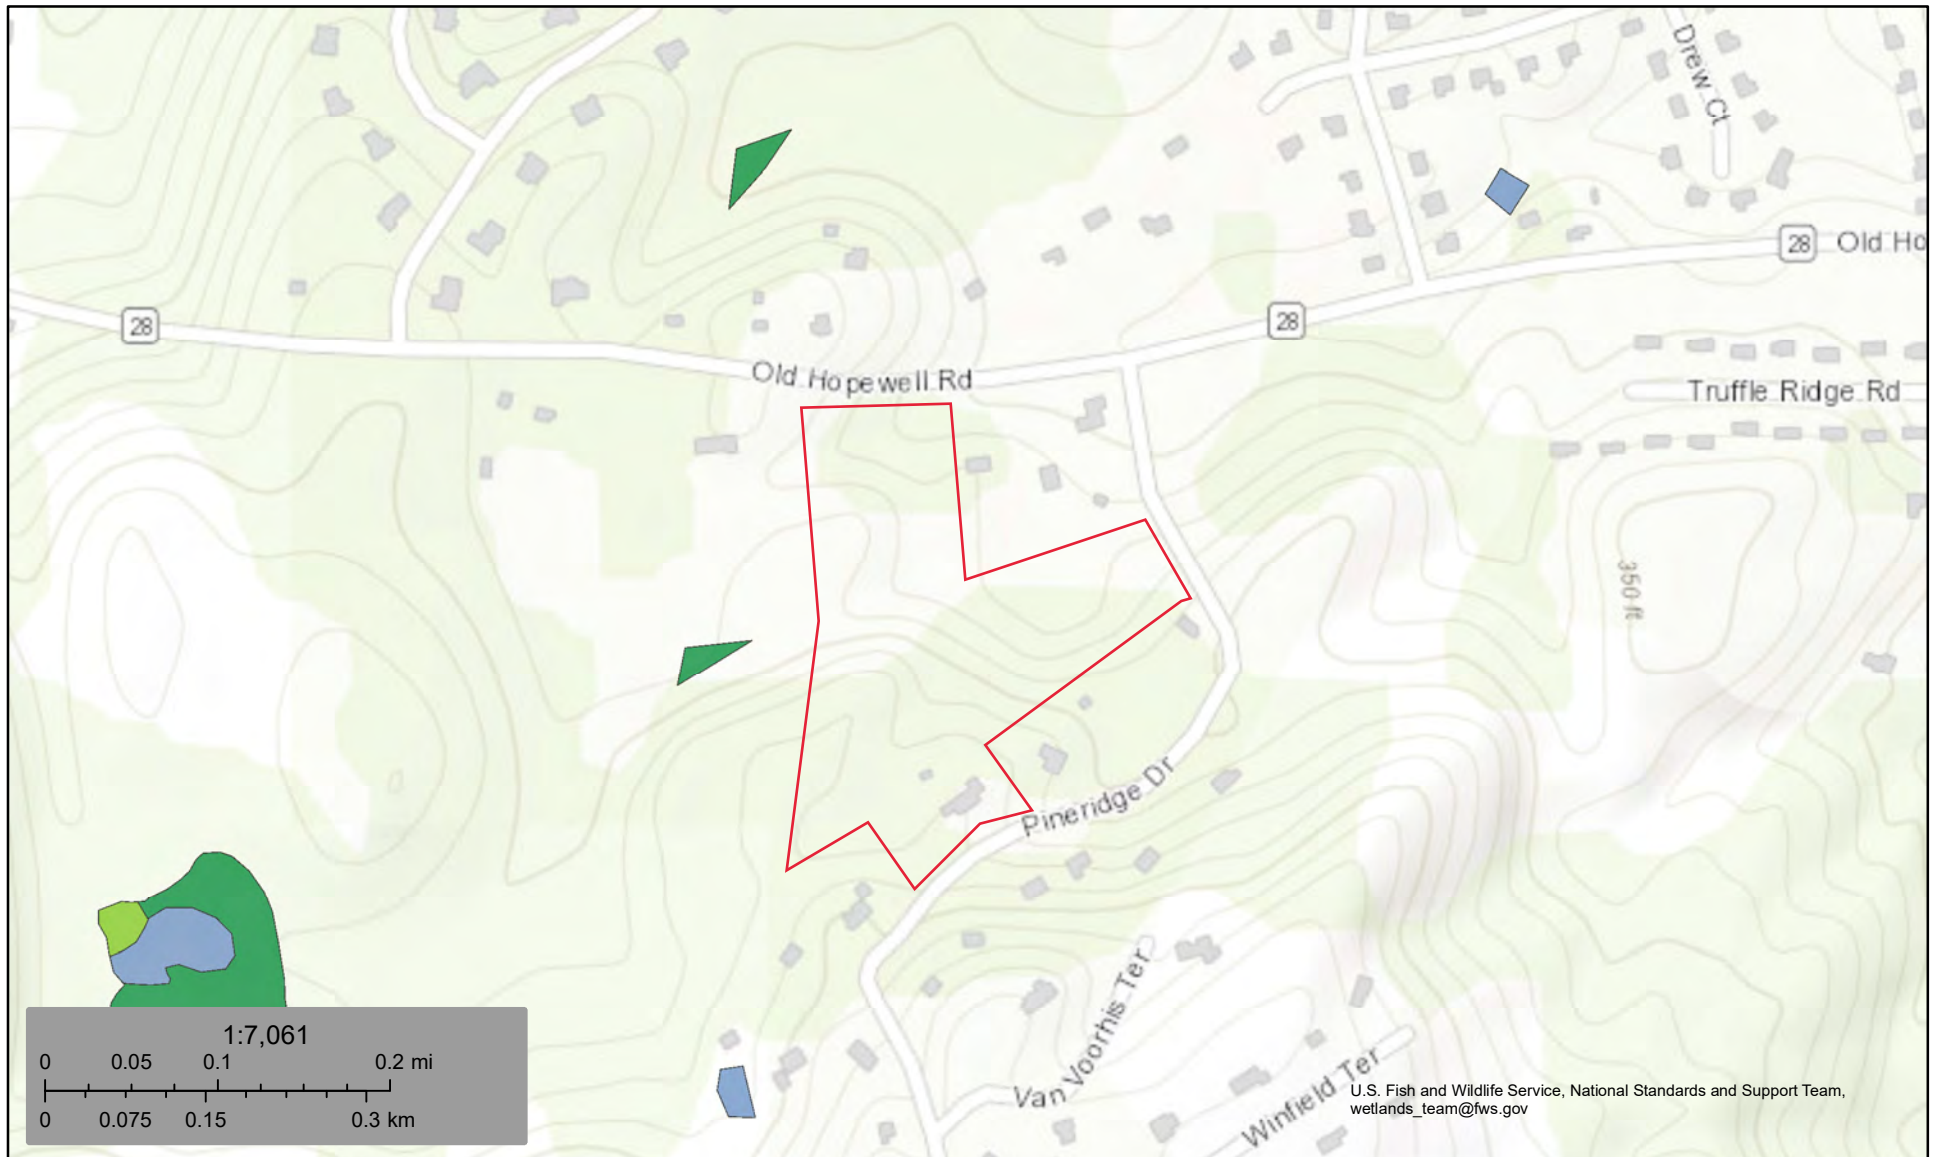 Drew Ct
28
Old Ho
28
28
Old Hopewell Rd
Truffle Ridge Rd
350 ft
Pineridge Dr
Van Voorhis Ter
Winfield Ter
1:7,061
0 0.05 0.1 0.2 mi
0 0.075 0.15 0.3 km
U.S. Fish and Wildlife Service, National Standards and Support Team,
wetlands_team@fws.gov